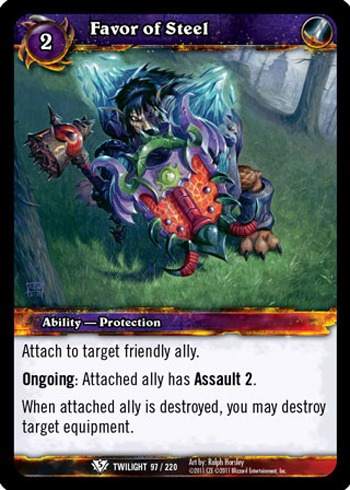 Favor of Steel
2
Ability — Protection
Attach to target friendly ally.
Ongoing: Attached ally has Assault 2.
When attached ally is destroyed, you may destroy
target equipment.
TWILIGHT 97 / 220
Art by: Ralph Horsley
©2011 CZE ©2011 Blizzard Entertainment, Inc.